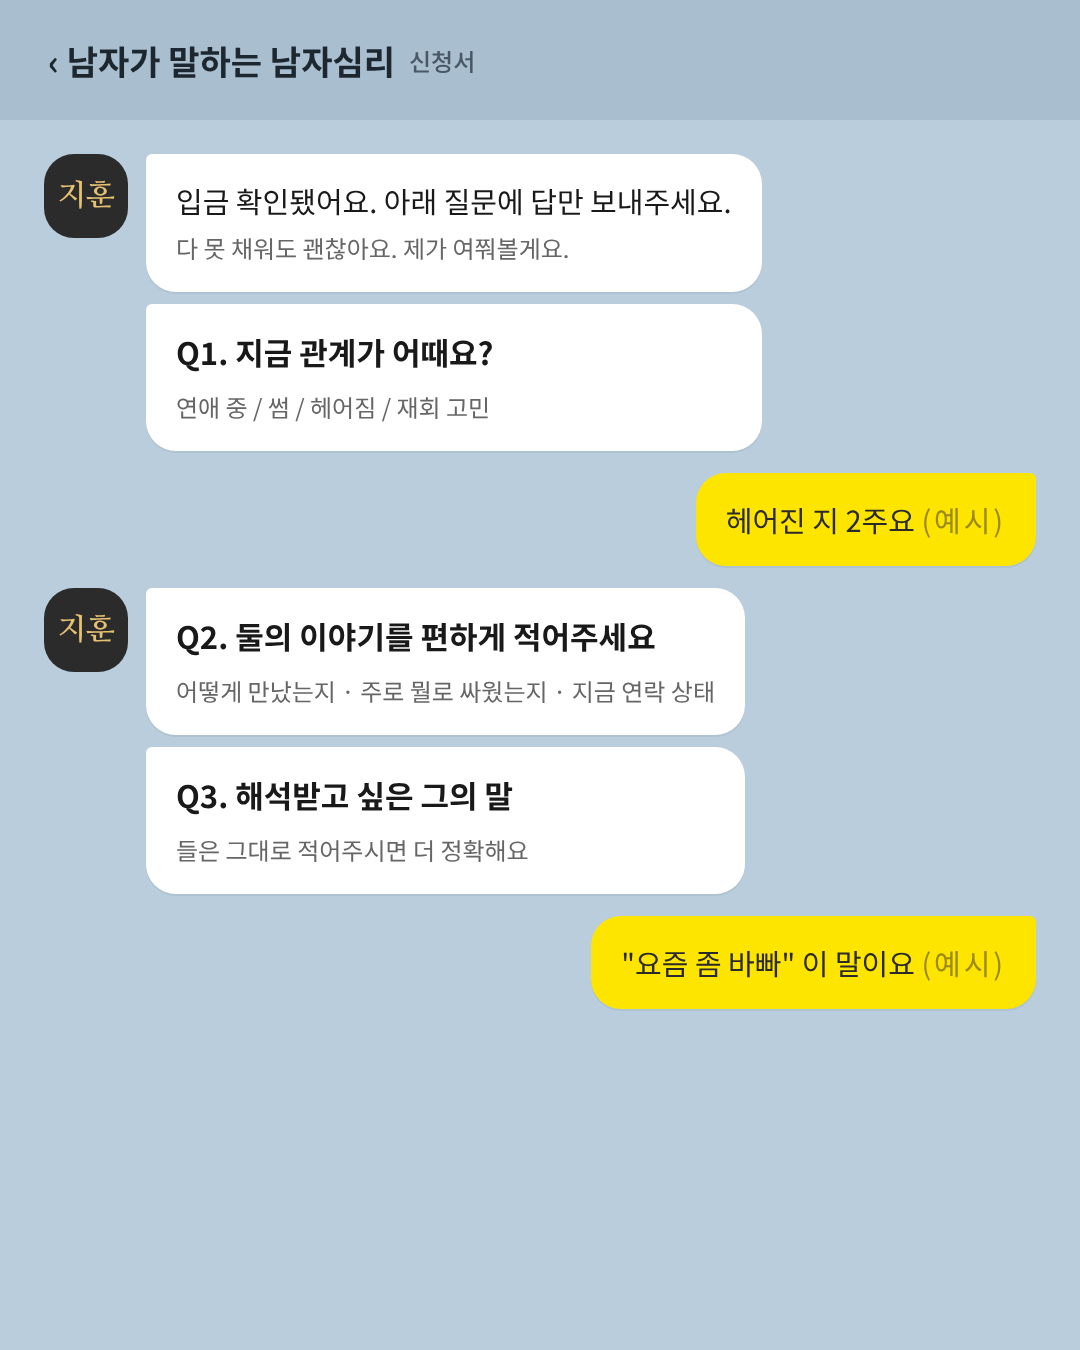 ‹ 남자가 말하는 남자심리 신청서
지훈
입금 확인됐어요. 아래 질문에 답만 보내주세요.
다 못 채워도 괜찮아요. 제가 여쭤볼게요.
Q1. 지금 관계가 어때요?
연애 중 / 썸 / 헤어짐 / 재회 고민
헤어진 지 2주요 (예시)
지훈
Q2. 둘의 이야기를 편하게 적어주세요
어떻게 만났는지 · 주로 뭘로 싸웠는지 · 지금 연락 상태
Q3. 해석받고 싶은 그의 말
들은 그대로 적어주시면 더 정확해요
"요즘 좀 바빠" 이 말이요 (예시)